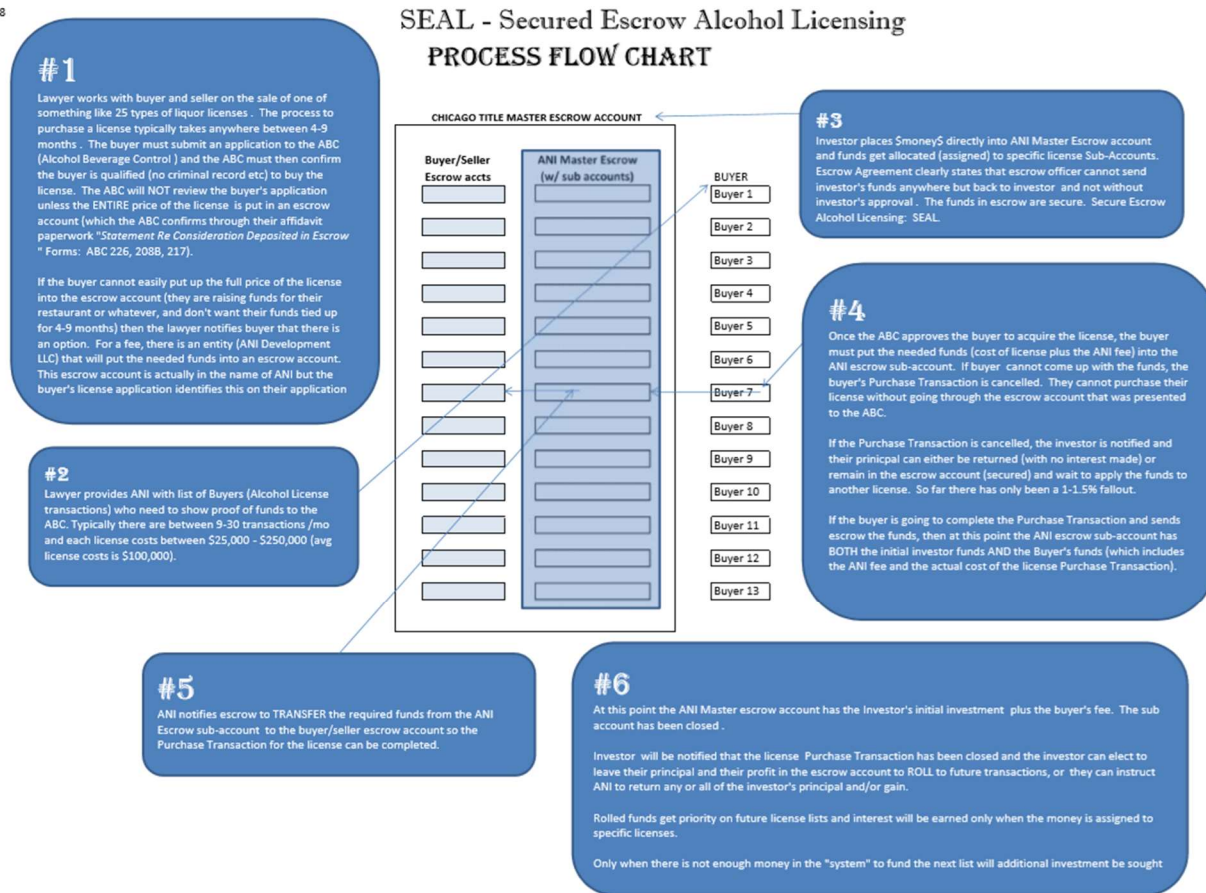 8
SEAL - Secured Escrow Alcohol Licensing
PROCESS FLOW CHART
#1
Lawyer works with buyer and seller on the sale of one of
something like 25 types of liquor licenses . The process to
purchase a license typically takes anywhere between 4-9
months . The buyer must submit an application to the ABC
(Alcohol Beverage Control ) and the ABC must then confirm
the buyer is qualified (no criminal record etc) to buy the
license. The ABC will NOT review the buyer's application
unless the ENTIRE price of the license is put in an escrow
account (which the ABC confirms through their affidavit
paperwork "Statement Re Consideration Deposited in Escrow
" Forms: ABC 226, 208B, 217).
If the buyer cannot easily put up the full price of the license
into the escrow account (they are raising funds for their
restaurant or whatever, and don't want their funds tied up
for 4-9 months) then the lawyer notifies buyer that there is
an option. For a fee, there is an entity (ANI Development
LLC) that will put the needed funds into an escrow account.
This escrow account is actually in the name of ANI but the
buyer's license application identifies this on their application
#2
Lawyer provides ANI with list of Buyers (Alcohol License
transactions) who need to show proof of funds to the
ABC. Typically there are between 9-30 transactions /mo
and each license costs between $25,000 - $250,000 (avg
license costs is $100,000).
CHICAGO TITLE MASTER ESCROW ACCOUNT
Buyer/Seller
Escrow accts
ANI Master Escrow
(w/ sub accounts)
BUYER
Buyer 1
Buyer 2
Buyer 3
Buyer 4
Buyer 5
Buyer 6
Buyer 7
Buyer 8
Buyer 9
Buyer 10
Buyer 11
Buyer 12
Buyer 13
#3
Investor places $money$ directly into ANI Master Escrow account
and funds get allocated (assigned) to specific license Sub-Accounts.
Escrow Agreement clearly states that escrow officer cannot send
investor's funds anywhere but back to investor and not without
investor's approval . The funds in escrow are secure. Secure Escrow
Alcohol Licensing: SEAL.
#4
Once the ABC approves the buyer to acquire the license, the buyer
must put the needed funds (cost of license plus the ANI fee) into the
ANI escrow sub-account. If buyer cannot come up with the funds, the
buyer's Purchase Transaction is cancelled. They cannot purchase their
license without going through the escrow account that was presented
to the ABC.
If the Purchase Transaction is cancelled, the investor is notified and
their prinicpal can either be returned (with no interest made) or
remain in the escrow account (secured) and wait to apply the funds to
another license. So far there has only been a 1-1.5% fallout.
If the buyer is going to complete the Purchase Transaction and sends
escrow the funds, then at this point the ANI escrow sub-account has
BOTH the initial investor funds AND the Buyer's funds (which includes
the ANI fee and the actual cost of the license Purchase Transaction).
#5
ANI notifies escrow to TRANSFER the required funds from the ANI
Escrow sub-account to the buyer/seller escrow account so the
Purchase Transaction for the license can be completed.
#6
At this point the ANI Master escrow account has the Investor's initial investment plus the buyer's fee. The sub
account has been closed .
Investor will be notified that the license Purchase Transaction has been closed and the investor can elect to
leave their principal and their profit in the escrow account to ROLL to future transactions, or they can instruct
ANI to return any or all of the investor's principal and/or gain.
Rolled funds get priority on future license lists and interest will be earned only when the money is assigned to
specific licenses.
Only when there is not enough money in the "system" to fund the next list will additional investment be sought